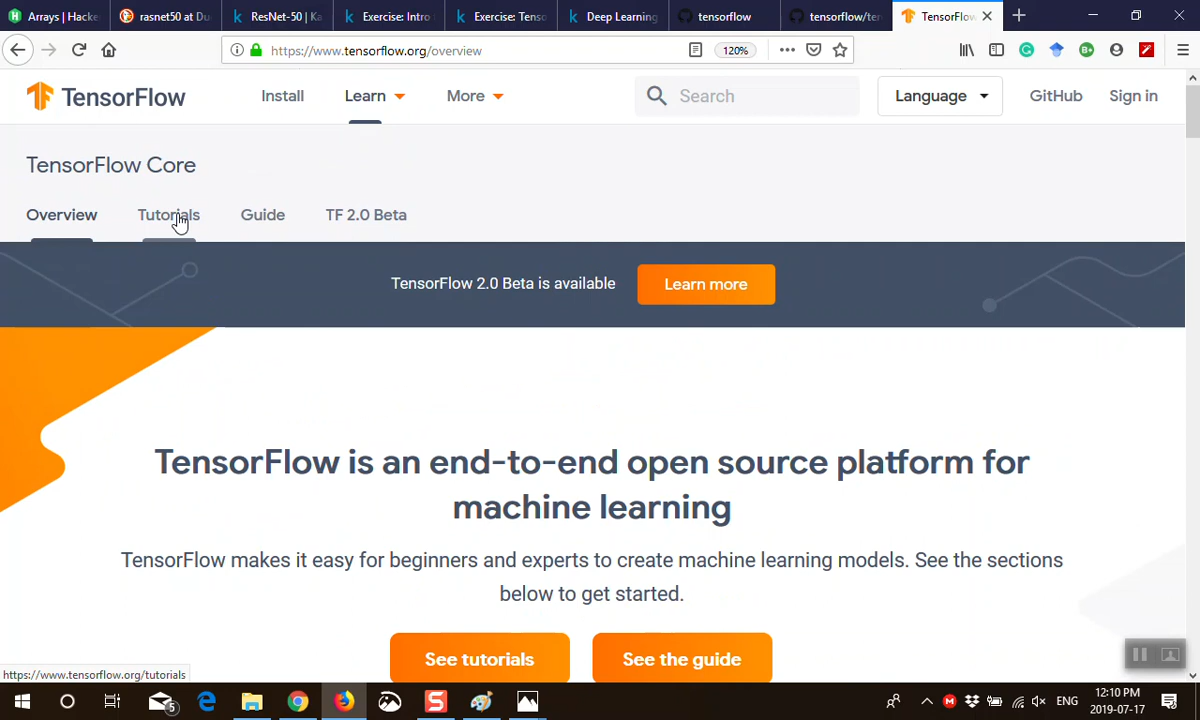 Arrays | Hacke
rasnet50 at Du
ResNet-50 | Ka
Exercise: Intro
Exercise: Tenso
Deep Learning
tensorflow
tensorflow/ten
TensorFlow
https://www.tensorflow.org/overview
120%
TensorFlow
Install
Learn
More
Search
Language
GitHub
Sign in
TensorFlow Core
Overview
Tutorials
Guide
TF 2.0 Beta
TensorFlow 2.0 Beta is available
Learn more
TensorFlow is an end-to-end open source platform for
machine learning
TensorFlow makes it easy for beginners and experts to create machine learning models. See the sections
below to get started.
See tutorials
See the guide
https://www.tensorflow.org/tutorials
5
ENG
12:10 PM
2019-07-17